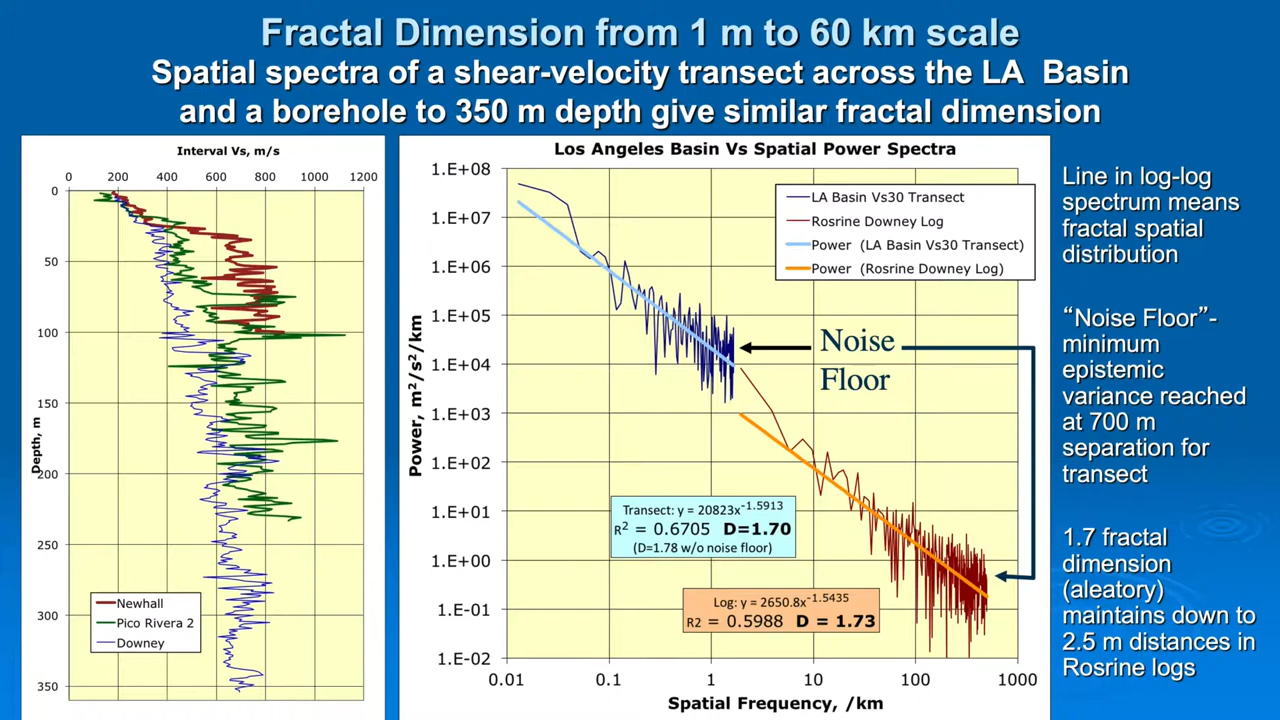 Fractal Dimension from 1 m to 60 km scale
Spatial spectra of a shear-velocity transect across the LA Basin
and a borehole to 350 m depth give similar fractal dimension
Interval Vs, m/s
0 200 400 600 800 1000 1200
0
50
100
150
200
250
300
350
Depth, m
Newhall
Pico Rivera 2
Downey
Los Angeles Basin Vs Spatial Power Spectra
1.E+08
1.E+07
1.E+06
1.E+05
1.E+04
1.E+03
1.E+02
1.E+01
1.E+00
1.E-01
1.E-02
Power, m²/s²/km
LA Basin Vs30 Transect
Rosrine Downey Log
Power (LA Basin Vs30 Transect)
Power (Rosrine Downey Log)
Noise
Floor
Transect: y = 20823x^-1.5913
R² = 0.6705 D=1.70
(D=1.78 w/o noise floor)
Log: y = 2650.8x^-1.5435
R2 = 0.5988 D = 1.73
0.01 0.1 1 10 100 1000
Spatial Frequency, /km
Line in log-log
spectrum means
fractal spatial
distribution
“Noise Floor”-
minimum
epistemic
variance reached
at 700 m
separation for
transect
1.7 fractal
dimension
(aleatory)
maintains down to
2.5 m distances in
Rosrine logs